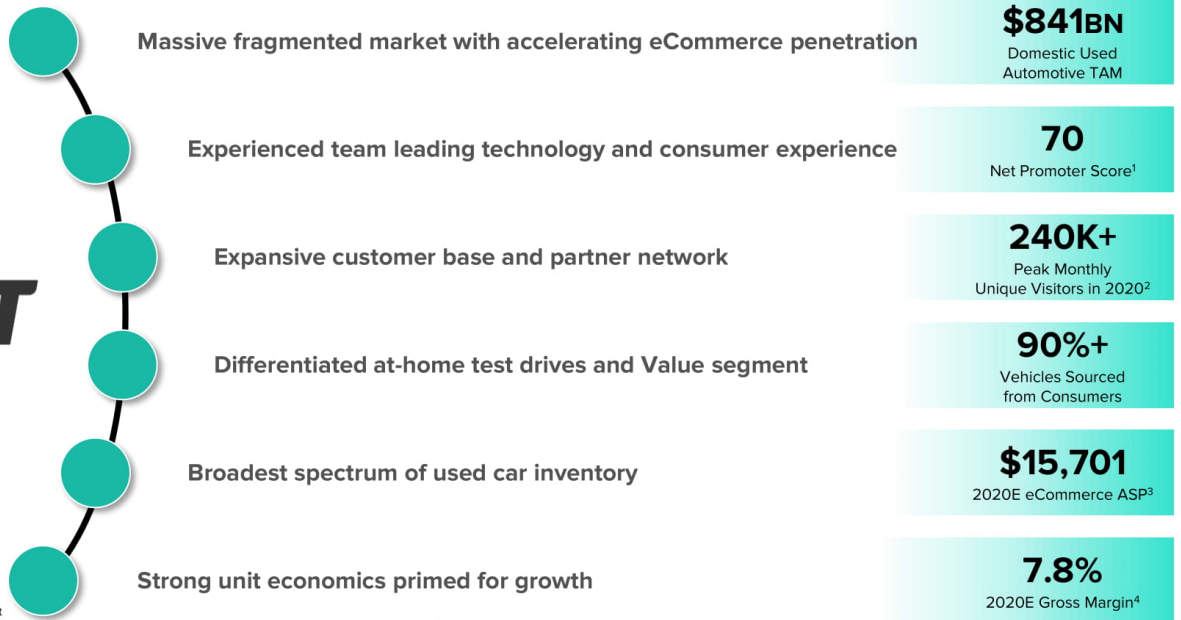 Massive fragmented market with accelerating eCommerce penetration
$841BN
Domestic Used
Automotive TAM
Experienced team leading technology and consumer experience
70
Net Promoter Score¹
Expansive customer base and partner network
240K+
Peak Monthly
Unique Visitors in 2020²
T
Differentiated at-home test drives and Value segment
90%+
Vehicles Sourced
from Consumers
Broadest spectrum of used car inventory
$15,701
2020E eCommerce ASP³
Strong unit economics primed for growth
7.8%
2020E Gross Margin⁴
t